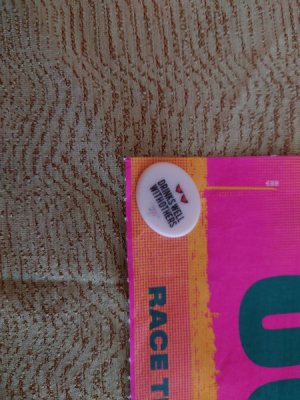 DRINKS WELL
WITH OTHERS
RACE T